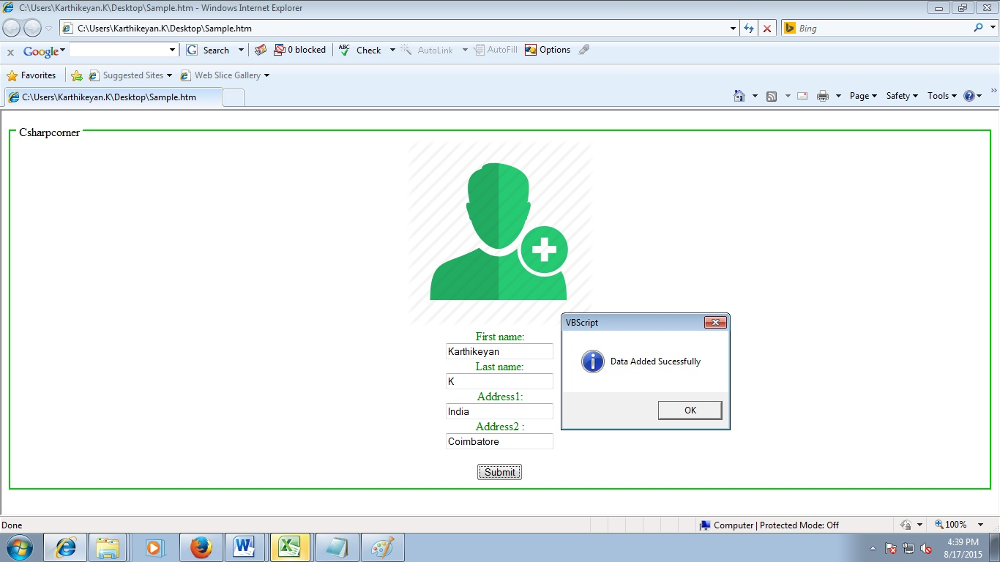 C:\Users\Karthikeyan.K\Desktop\Sample.htm - Windows Internet Explorer
C:\Users\Karthikeyan.K\Desktop\Sample.htm
Bing
x Google G Search 0 blocked ABC Check AutoLink AutoFill Options
Favorites Suggested Sites Web Slice Gallery
C:\Users\Karthikeyan.K\Desktop\Sample.htm
Page Safety Tools
Csharpcorner
First name:
Karthikeyan
Last name:
K
Address1:
India
Address2 :
Coimbatore
Submit
VBScript
Data Added Sucessfully
OK
Done
Computer | Protected Mode: Off
100%
4:39 PM
8/17/2015